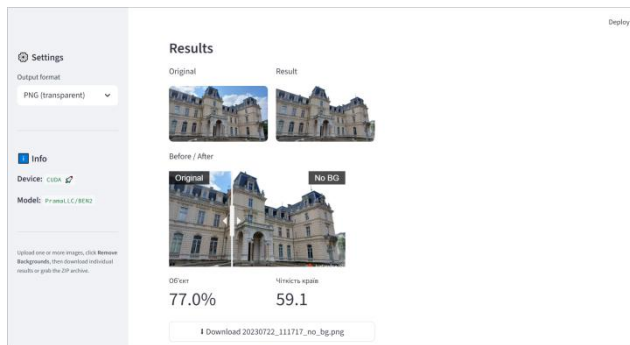 Deploy
Settings
Output format
PNG (transparent)
Info
Device: CUDA
Model: PramaLLC/BEN2
Upload one or more images, click Remove
Backgrounds, then download individual
results or grab the ZIP archive.
Results
Original Result
Before / After
Original No BG
Об'єкт Чіткість країв
77.0% 59.1
Download 20230722_111717_no_bg.png